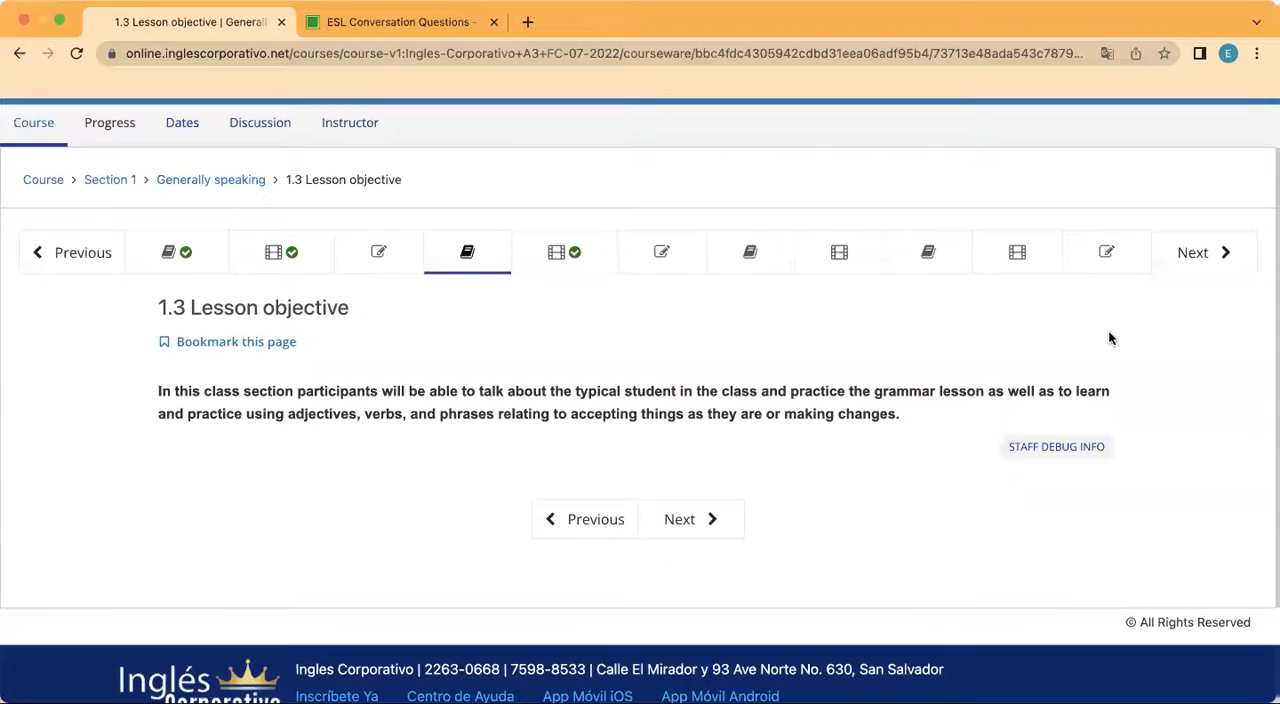 1.3 Lesson objective | General
ESL Conversation Questions -
online.inglescorporativo.net/courses/course-v1:Ingles-Corporativo+A3+FC-07-2022/courseware/bbc4fdc4305942cdbd31eea06adf95b4/73713e48ada543c7879...
E
Course Progress Dates Discussion Instructor
Course > Section 1 > Generally speaking > 1.3 Lesson objective
Previous Next
1.3 Lesson objective
Bookmark this page
In this class section participants will be able to talk about the typical student in the class and practice the grammar lesson as well as to learn
and practice using adjectives, verbs, and phrases relating to accepting things as they are or making changes.
STAFF DEBUG INFO
Previous Next
© All Rights Reserved
Inglés
Corporativo
Ingles Corporativo | 2263-0668 | 7598-8533 | Calle El Mirador y 93 Ave Norte No. 630, San Salvador
Inscríbete Ya Centro de Ayuda App Móvil iOS App Móvil Android